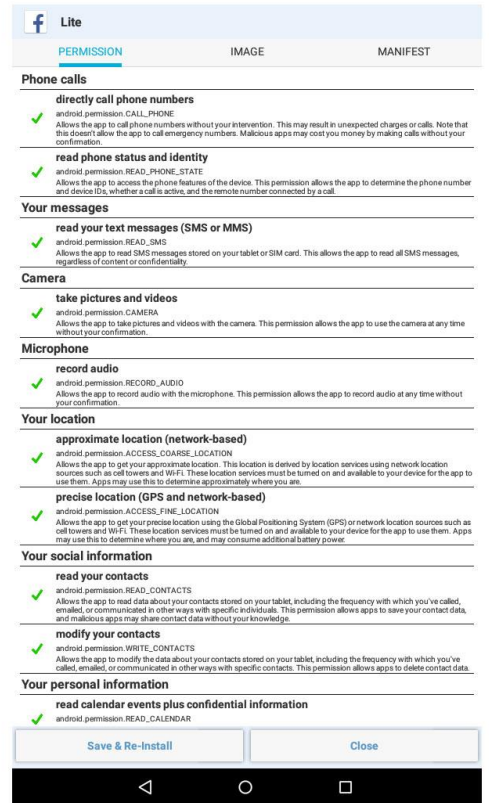 Lite
PERMISSION
IMAGE
MANIFEST
Phone calls
directly call phone numbers
android.permission.CALL_PHONE
Allows the app to call phone numbers without your intervention. This may result in unexpected charges or calls. Note that
this doesn't allow the app to call emergency numbers. Malicious apps may cost you money by making calls without your
confirmation.
read phone status and identity
android.permission.READ_PHONE_STATE
Allows the app to access the phone features of the device. This permission allows the app to determine the phone number
and device IDs, whether a call is active, and the remote number connected by a call.
Your messages
read your text messages (SMS or MMS)
android.permission.READ_SMS
Allows the app to read SMS messages stored on your tablet or SIM card. This allows the app to read all SMS messages,
regardless of content or confidentiality.
Camera
take pictures and videos
android.permission.CAMERA
Allows the app to take pictures and videos with the camera. This permission allows the app to use the camera at any time
without your confirmation.
Microphone
record audio
android.permission.RECORD_AUDIO
Allows the app to record audio with the microphone. This permission allows the app to record audio at any time without
your confirmation.
Your location
approximate location (network-based)
android.permission.ACCESS_COARSE_LOCATION
Allows the app to get your approximate location. This location is derived by location services using network location
sources such as cell towers and Wi-Fi. These location services must be turned on and available to your device for the app to
use them. Apps may use this to determine approximately where you are.
precise location (GPS and network-based)
android.permission.ACCESS_FINE_LOCATION
Allows the app to get your precise location using the Global Positioning System (GPS) or network location sources such as
cell towers and Wi-Fi. These location services must be turned on and available to your device for the app to use them. Apps
may use this to determine where you are, and may consume additional battery power.
Your social information
read your contacts
android.permission.READ_CONTACTS
Allows the app to read data about your contacts stored on your tablet, including the frequency with which you've called,
emailed, or communicated in other ways with specific individuals. This permission allows apps to save your contact data,
and malicious apps may share contact data without your knowledge.
modify your contacts
android.permission.WRITE_CONTACTS
Allows the app to modify the data about your contacts stored on your tablet, including the frequency with which you've
called, emailed, or communicated in other ways with specific contacts. This permission allows apps to delete contact data.
Your personal information
read calendar events plus confidential information
android.permission.READ_CALENDAR
Save & Re-Install
Close